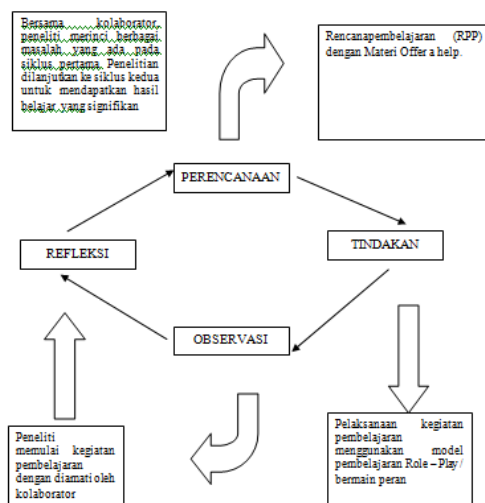 Bersama kolaborator,
peneliti merinci berbagai
masalah yang ada pada
siklus pertama. Penelitian
dilanjutkan ke siklus kedua
untuk mendapatkan hasil
belajar yang signifikan
Rencanapembelajaran (RPP)
dengan Materi Offer a help.
PERENCANAAN
REFLEKSI
TINDAKAN
OBSERVASI
Peneliti
memulai kegiatan
pembelajaran
dengan diamati oleh
kolaborator
Pelaksanaan kegiatan
pembelajaran
menggunakan model
pembelajaran Role – Play /
bermain peran